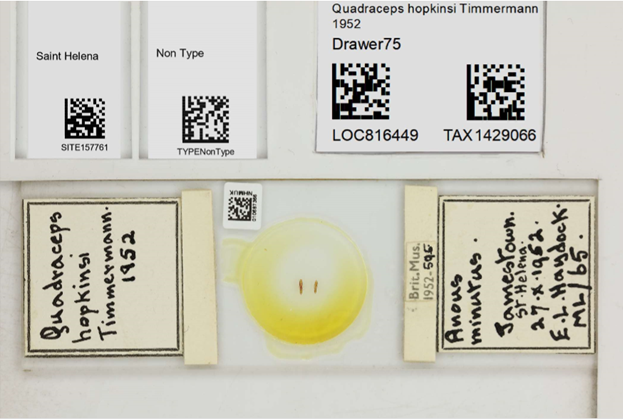 Saint Helena
SITE157761
Non Type
TYPENonType
Quadraceps hopkinsi Timmermann
1952
Drawer75
LOC816449
TAX1429066
Quadraceps
hopkinsi
Timmermann.
1952
NHMUK
Brit.Mus.
1952-595
Anous
minutus.
Jamestown.
St. Helena.
27.X.1952.
E.L. Haydock.
ML/65.